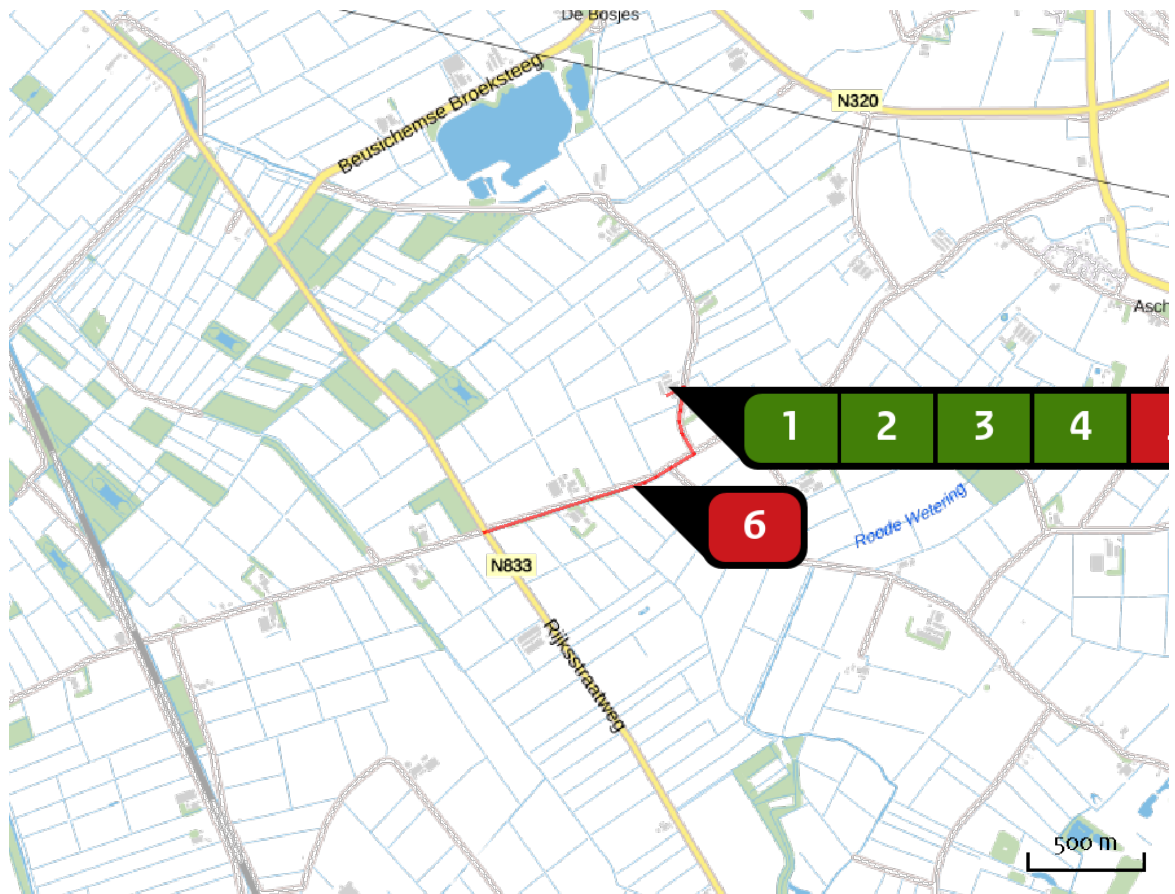 De Bosjes
Beusichemse Broeksteeg
N320
Asch
1 2 3 4
6
Roode Wetering
N833
Rijksstraatweg
500 m